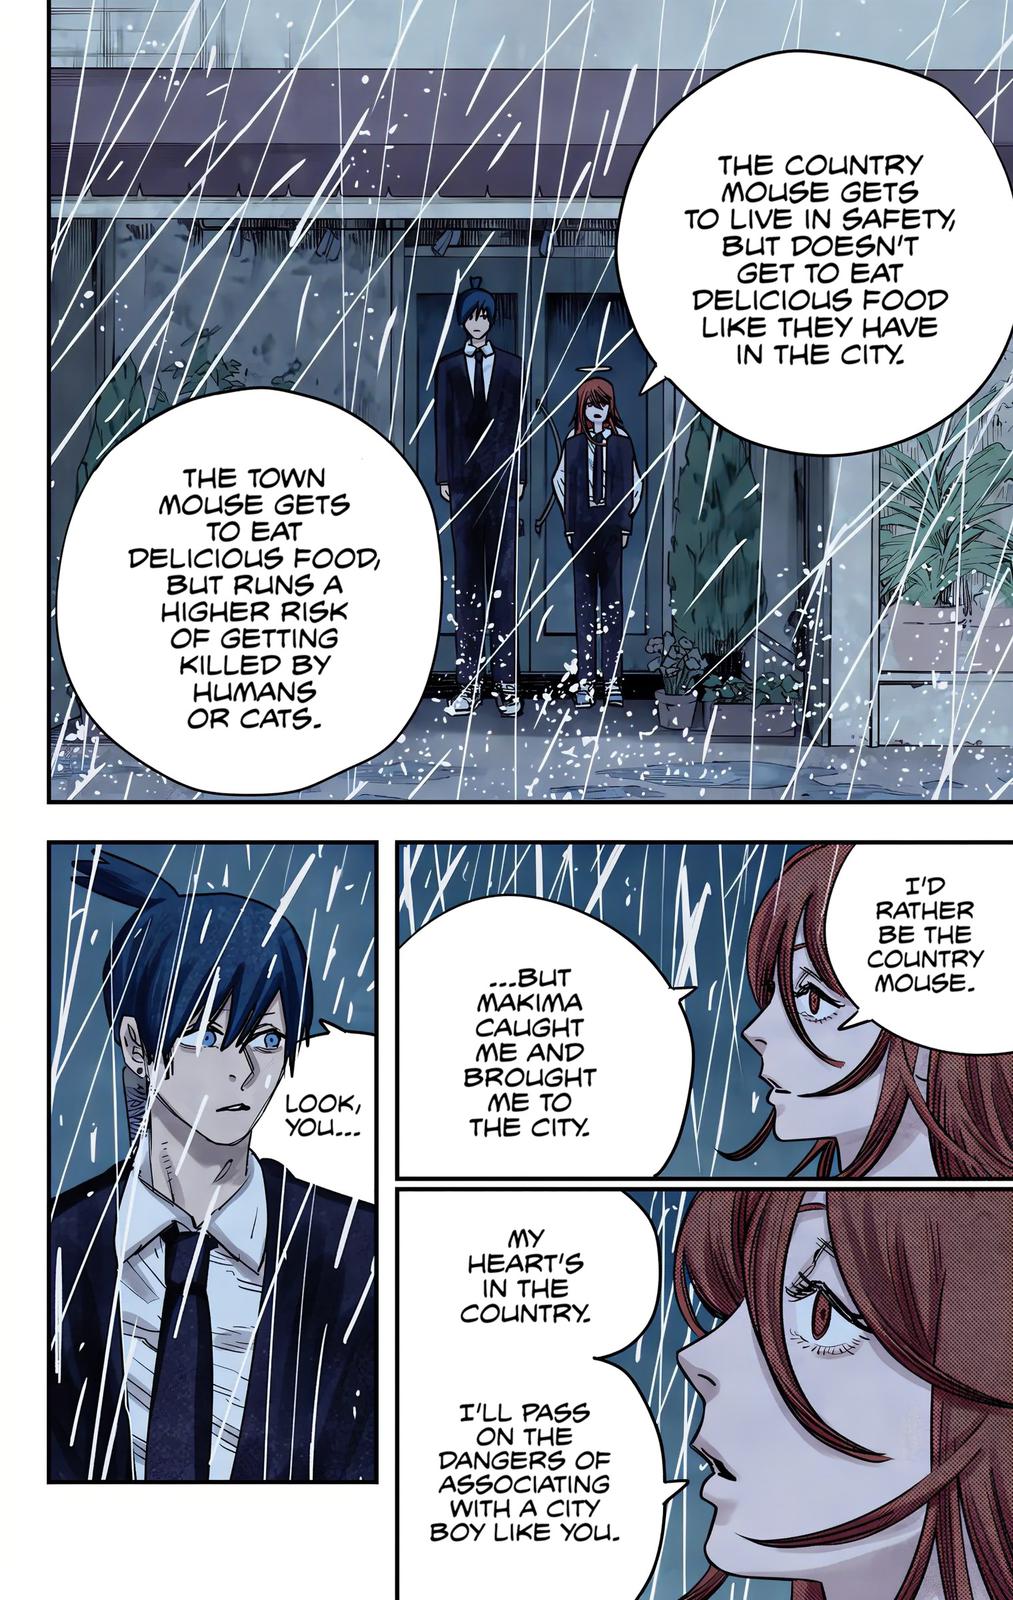 THE COUNTRY
MOUSE GETS
TO LIVE IN SAFETY,
BUT DOESN'T
GET TO EAT
DELICIOUS FOOD
LIKE THEY HAVE
IN THE CITY.
THE TOWN
MOUSE GETS
TO EAT
DELICIOUS FOOD,
BUT RUNS A
HIGHER RISK
OF GETTING
KILLED BY
HUMANS
OR CATS.
I'D
RATHER
BE THE
COUNTRY
MOUSE.
...BUT
MAKIMA
CAUGHT
ME AND
BROUGHT
ME TO
THE CITY.
LOOK,
YOU...
MY
HEART'S
IN THE
COUNTRY.
I'LL PASS
ON THE
DANGERS OF
ASSOCIATING
WITH A CITY
BOY LIKE YOU.